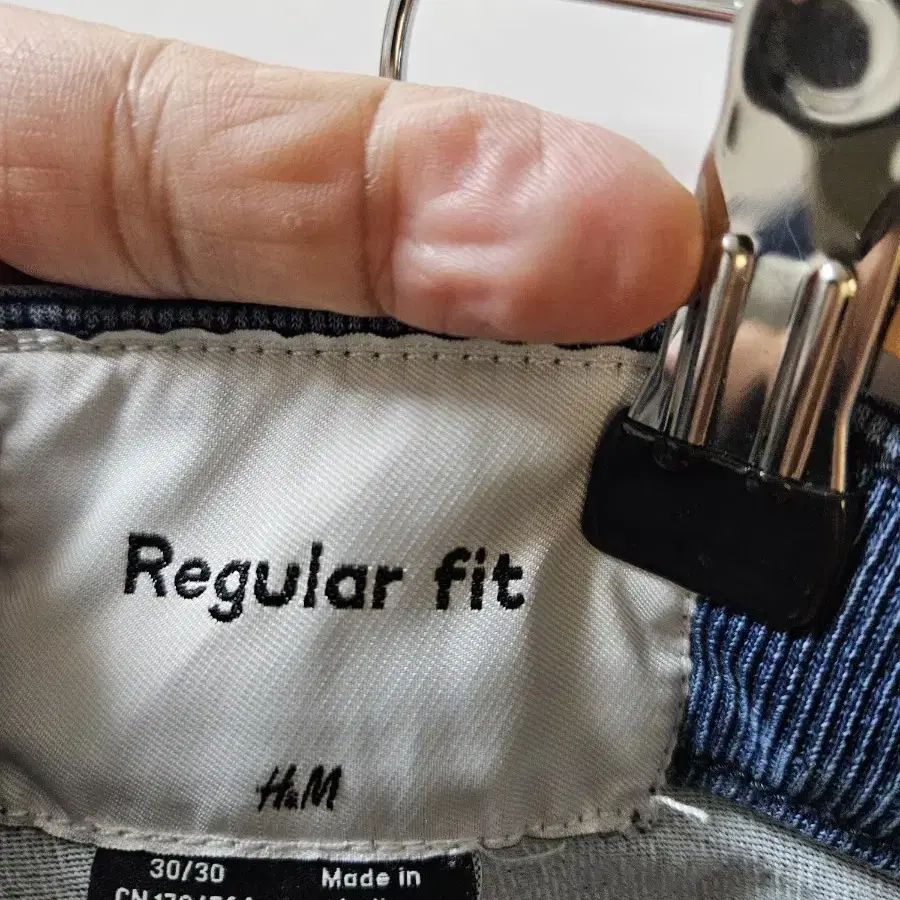 Regular fit
H&M
30/30 Made in